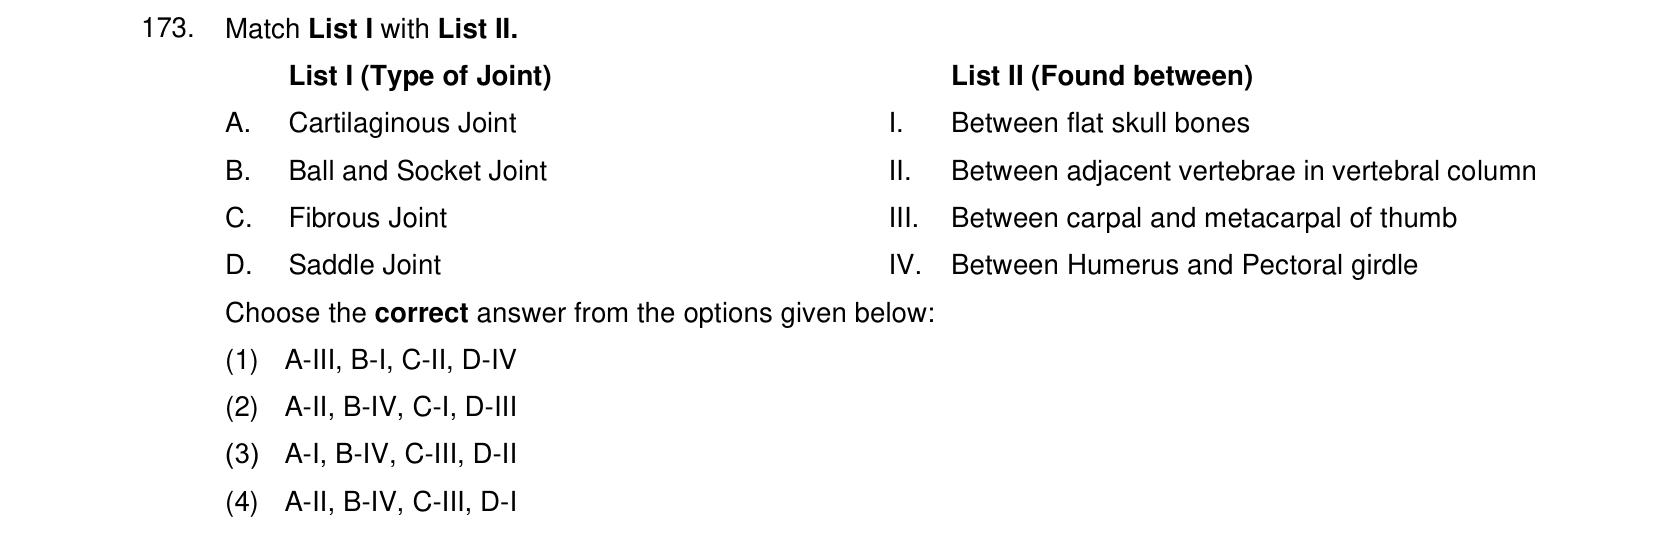 173. Match List I with List II.
List I (Type of Joint) List II (Found between)
A. Cartilaginous Joint I. Between flat skull bones
B. Ball and Socket Joint II. Between adjacent vertebrae in vertebral column
C. Fibrous Joint III. Between carpal and metacarpal of thumb
D. Saddle Joint IV. Between Humerus and Pectoral girdle
Choose the correct answer from the options given below:
(1) A-III, B-I, C-II, D-IV
(2) A-II, B-IV, C-I, D-III
(3) A-I, B-IV, C-III, D-II
(4) A-II, B-IV, C-III, D-I